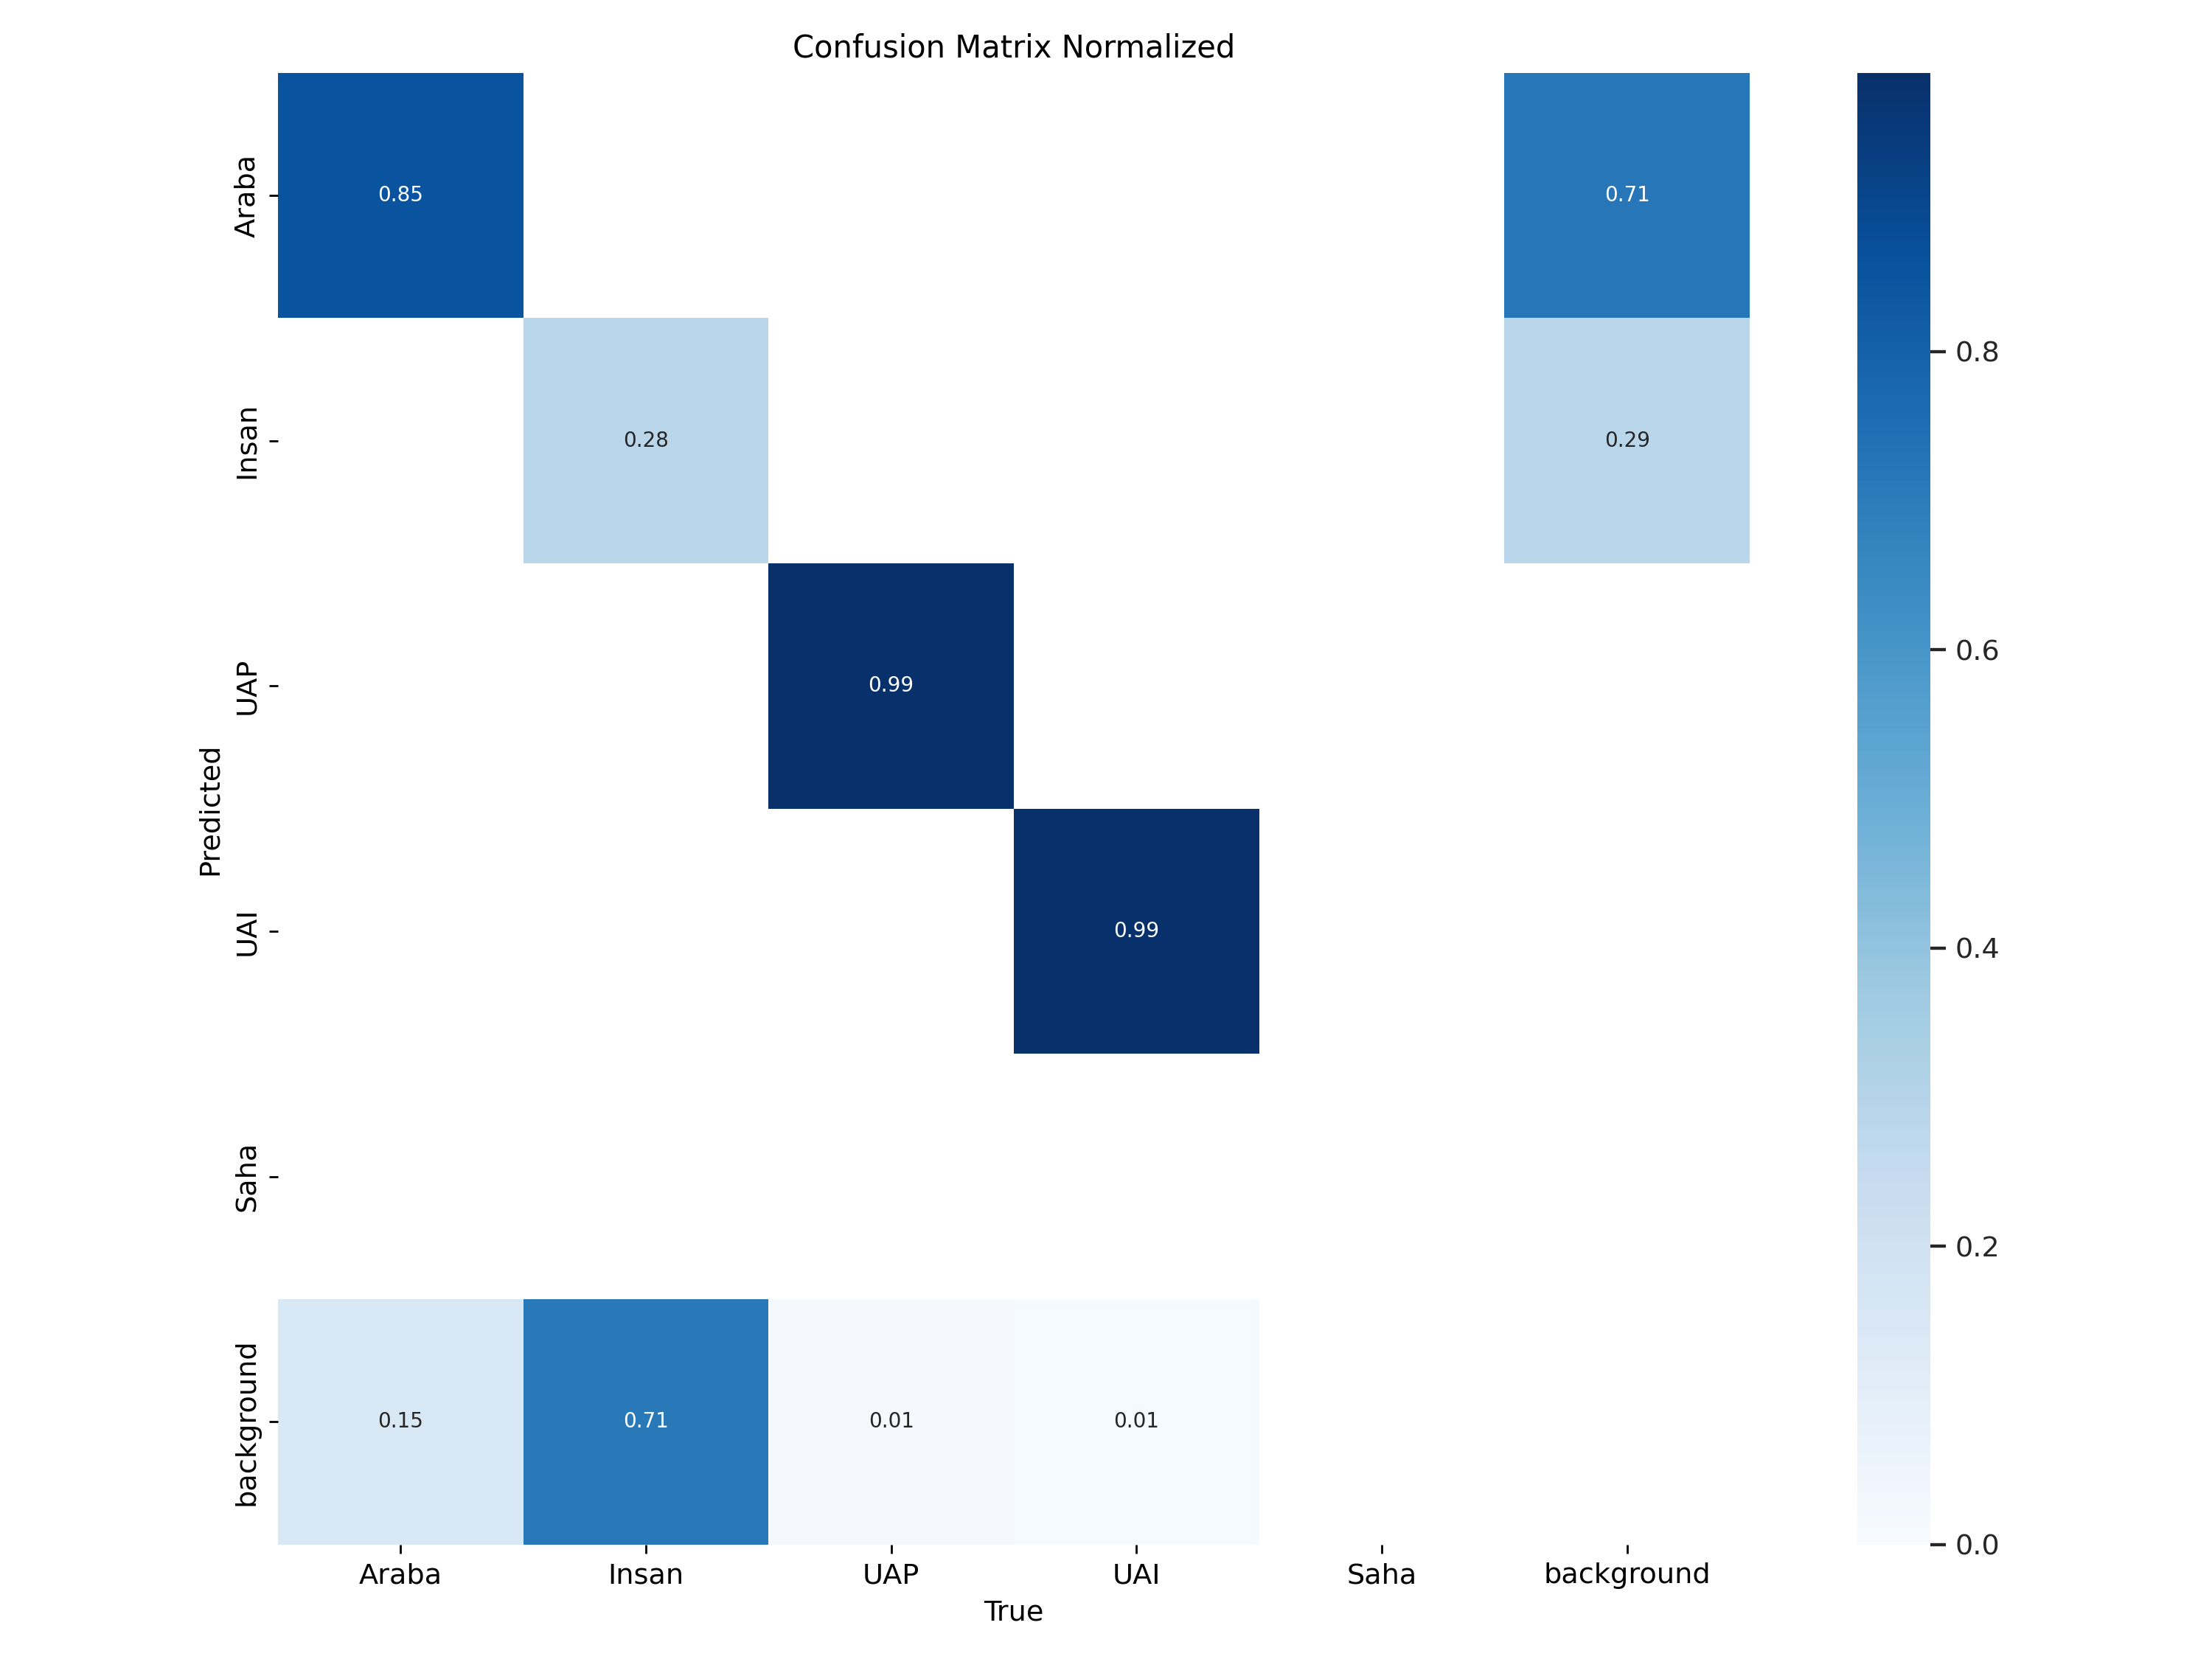 Confusion Matrix Normalized
Araba
0.85
0.71
0.8
Insan
0.28
0.29
0.6
UAP
0.99
Predicted
UAI
0.99
0.4
Saha
0.2
background
0.15
0.71
0.01
0.01
0.0
Araba
Insan
UAP
UAI
Saha
background
True